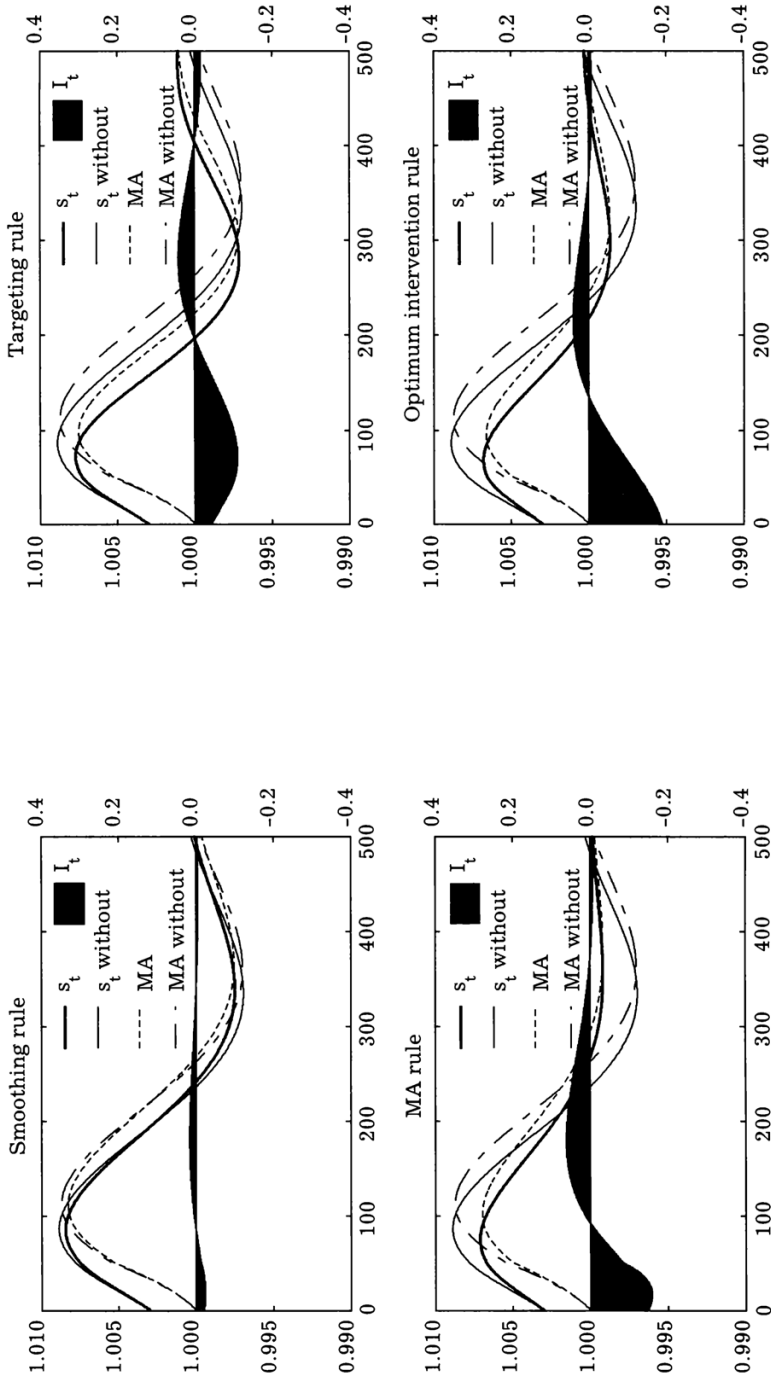 Smoothing rule
1.010
1.005
1.000
0.995
0.990
0.4
0.2
0.0
-0.2
-0.4
0
100
200
300
400
500
s_t
I_t
s_t without
MA
MA without
Targeting rule
1.010
1.005
1.000
0.995
0.990
0.4
0.2
0.0
-0.2
-0.4
0
100
200
300
400
500
s_t
I_t
s_t without
MA
MA without
MA rule
1.010
1.005
1.000
0.995
0.990
0.4
0.2
0.0
-0.2
-0.4
0
100
200
300
400
500
s_t
I_t
s_t without
MA
MA without
Optimum intervention rule
1.010
1.005
1.000
0.995
0.990
0.4
0.2
0.0
-0.2
-0.4
0
100
200
300
400
500
s_t
I_t
s_t without
MA
MA without